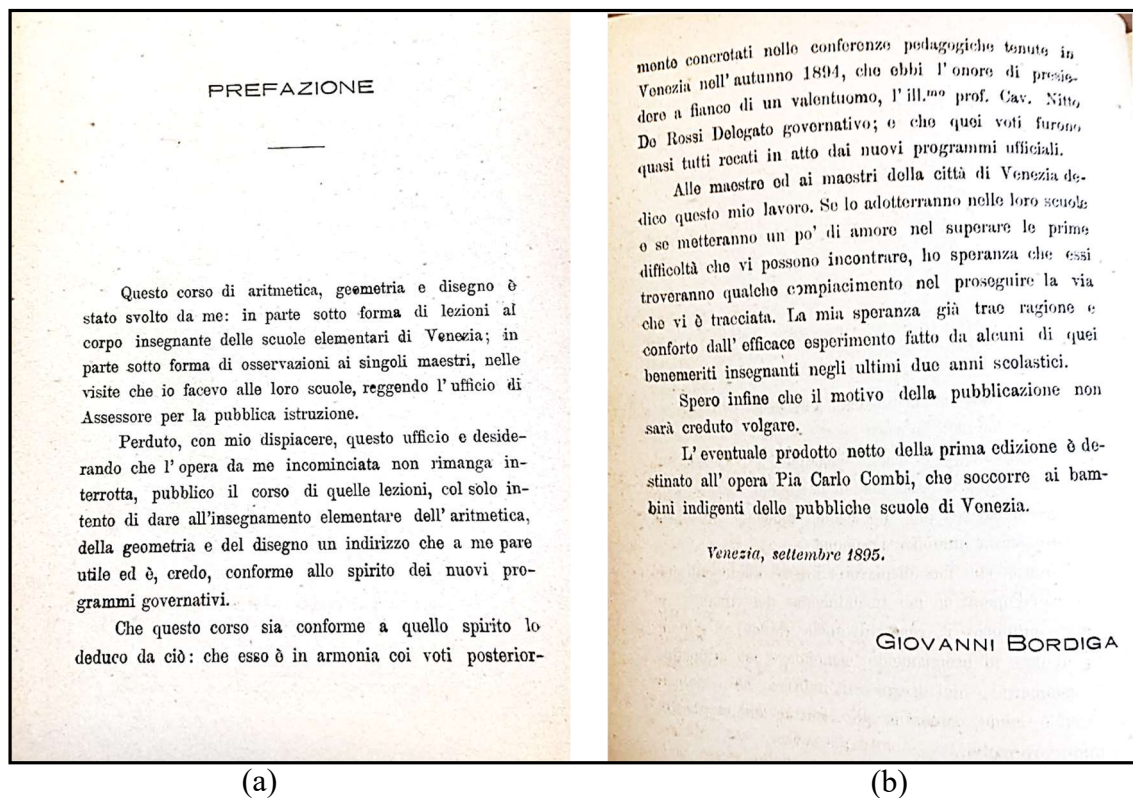 PREFAZIONE
Questo corso di aritmetica, geometria e disegno è
stato svolto da me: in parte sotto forma di lezioni al
corpo insegnante delle scuole elementari di Venezia; in
parte sotto forma di osservazioni ai singoli maestri, nelle
visite che io facevo alle loro scuole, reggendo l'ufficio di
Assessore per la pubblica istruzione.
Perduto, con mio dispiacere, questo ufficio e deside-
rando che l'opera da me incominciata non rimanga in-
terrotta, pubblico il corso di quelle lezioni, col solo in-
tento di dare all'insegnamento elementare dell'aritmetica,
della geometria e del disegno un indirizzo che a me pare
utile ed è, credo, conforme allo spirito dei nuovi pro-
grammi governativi.
Che questo corso sia conforme a quello spirito lo
deduco da ciò: che esso è in armonia coi voti posterior-
(a)
mente concretati nelle conferenze pedagogiche tenute in
Venezia nell'autunno 1894, che ebbi l'onore di presie-
dere a fianco di un valentuomo, l'ill.mo prof. Cav. Nitto
De Rossi Delegato governativo; e che quei voti furono
quasi tutti recati in atto dai nuovi programmi ufficiali.
Alle maestre ed ai maestri della città di Venezia de-
dico questo mio lavoro. Se lo adotterranno nelle loro scuole
e se metteranno un po' di amore nel superare le prime
difficoltà che vi possono incontrare, ho speranza che essi
troveranno qualche compiacimento nel proseguire la via
che vi è tracciata. La mia speranza già trae ragione e
conforto dall'efficace esperimento fatto da alcuni di quei
benemeriti insegnanti negli ultimi due anni scolastici.
Spero infine che il motivo della pubblicazione non
sarà creduto volgare.
L'eventuale prodotto netto della prima edizione è de-
stinato all'opera Pia Carlo Combi, che soccorre ai bam-
bini indigenti delle pubbliche scuole di Venezia.
Venezia, settembre 1895.
GIOVANNI BORDIGA
(b)